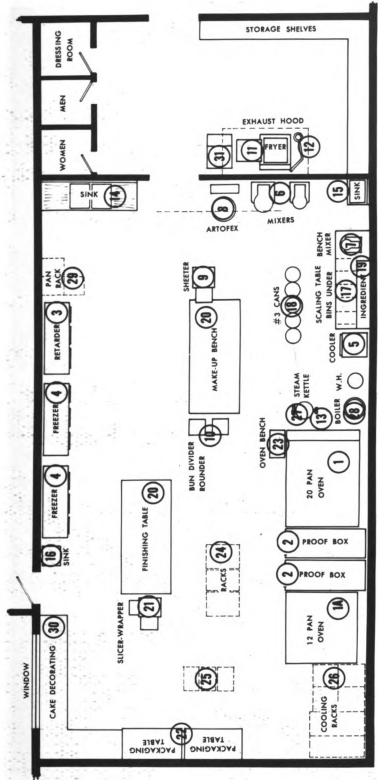 STORAGE SHELVES
DRESSING
ROOM
MEN
WOMEN
EXHAUST HOOD
31
11
FRYER
12
SINK
14
8
ARTOFEX
6
MIXERS
15
SINK
PAN
RACK
29
RETARDER
3
FREEZER
4
FREEZER
4
16
SINK
SHEETER
9
20
MAKE-UP BENCH
10
BUN DIVIDER
ROUNDER
#3 CANS
18
SCALING TABLE
BINS UNDER
17
BENCH
MIXER
7
19
INGREDIENT
COOLER
5
STEAM
KETTLE
27
13
W.H.
BOILER
28
OVEN BENCH
23
1
20 PAN
OVEN
2
PROOF BOX
2
PROOF BOX
1A
12 PAN
OVEN
20
FINISHING TABLE
SLICER-WRAPPER
21
24
RACKS
25
26
COOLING
RACKS
WINDOW
30
CAKE DECORATING
22
PACKAGING
TABLE
PACKAGING
TABLE